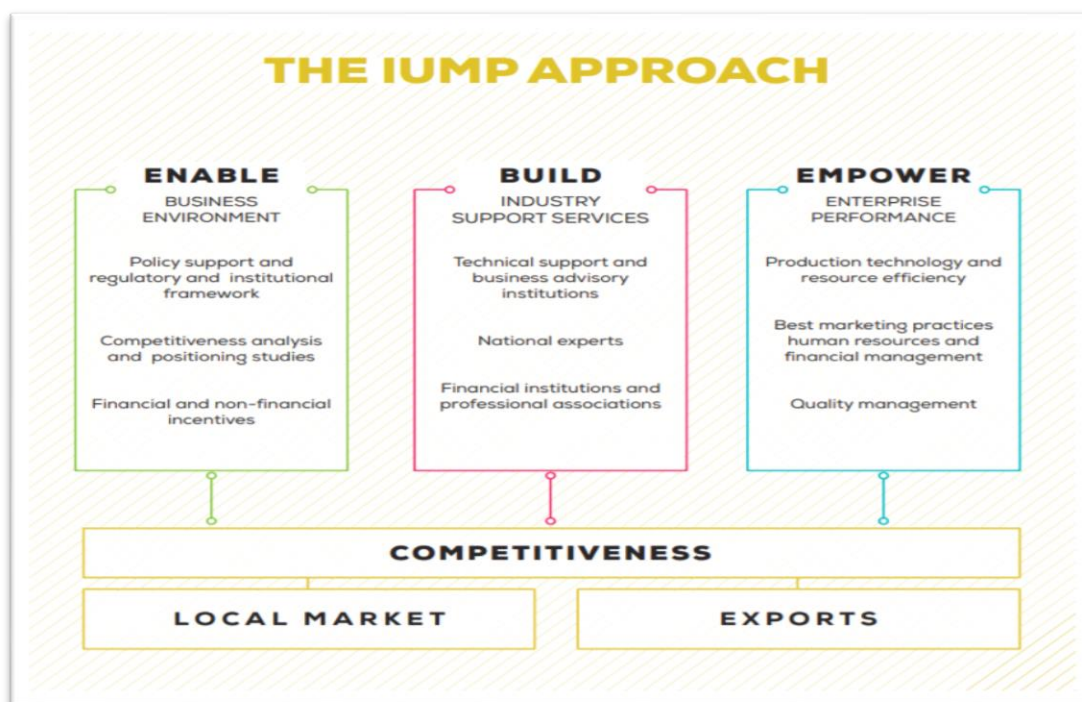 THE IUMP APPROACH
ENABLE
BUSINESS
ENVIRONMENT
Policy support and
regulatory and institutional
framework
Competitiveness analysis
and positioning studies
Financial and non-financial
incentives
BUILD
INDUSTRY
SUPPORT SERVICES
Technical support and
business advisory
institutions
National experts
Financial institutions and
professional associations
EMPOWER
ENTERPRISE
PERFORMANCE
Production technology and
resource efficiency
Best marketing practices
human resources and
financial management
Quality management
COMPETITIVENESS
LOCAL MARKET
EXPORTS